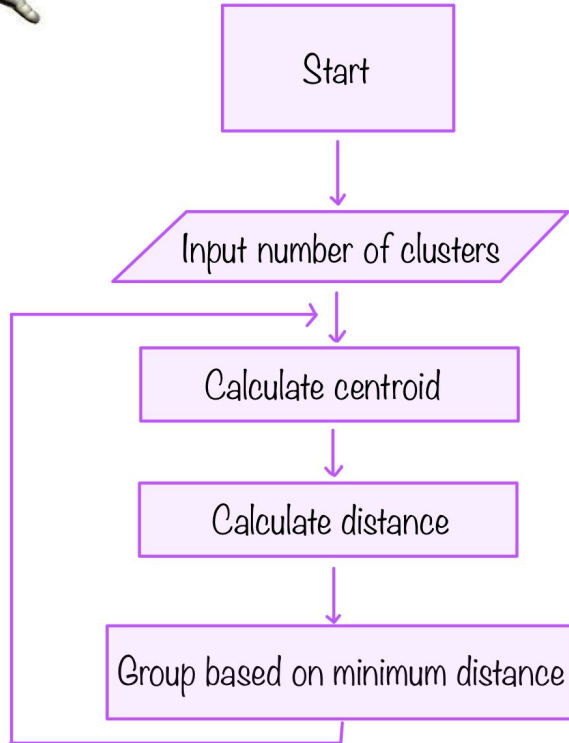 Start
Input number of clusters
Calculate centroid
Calculate distance
Group based on minimum distance